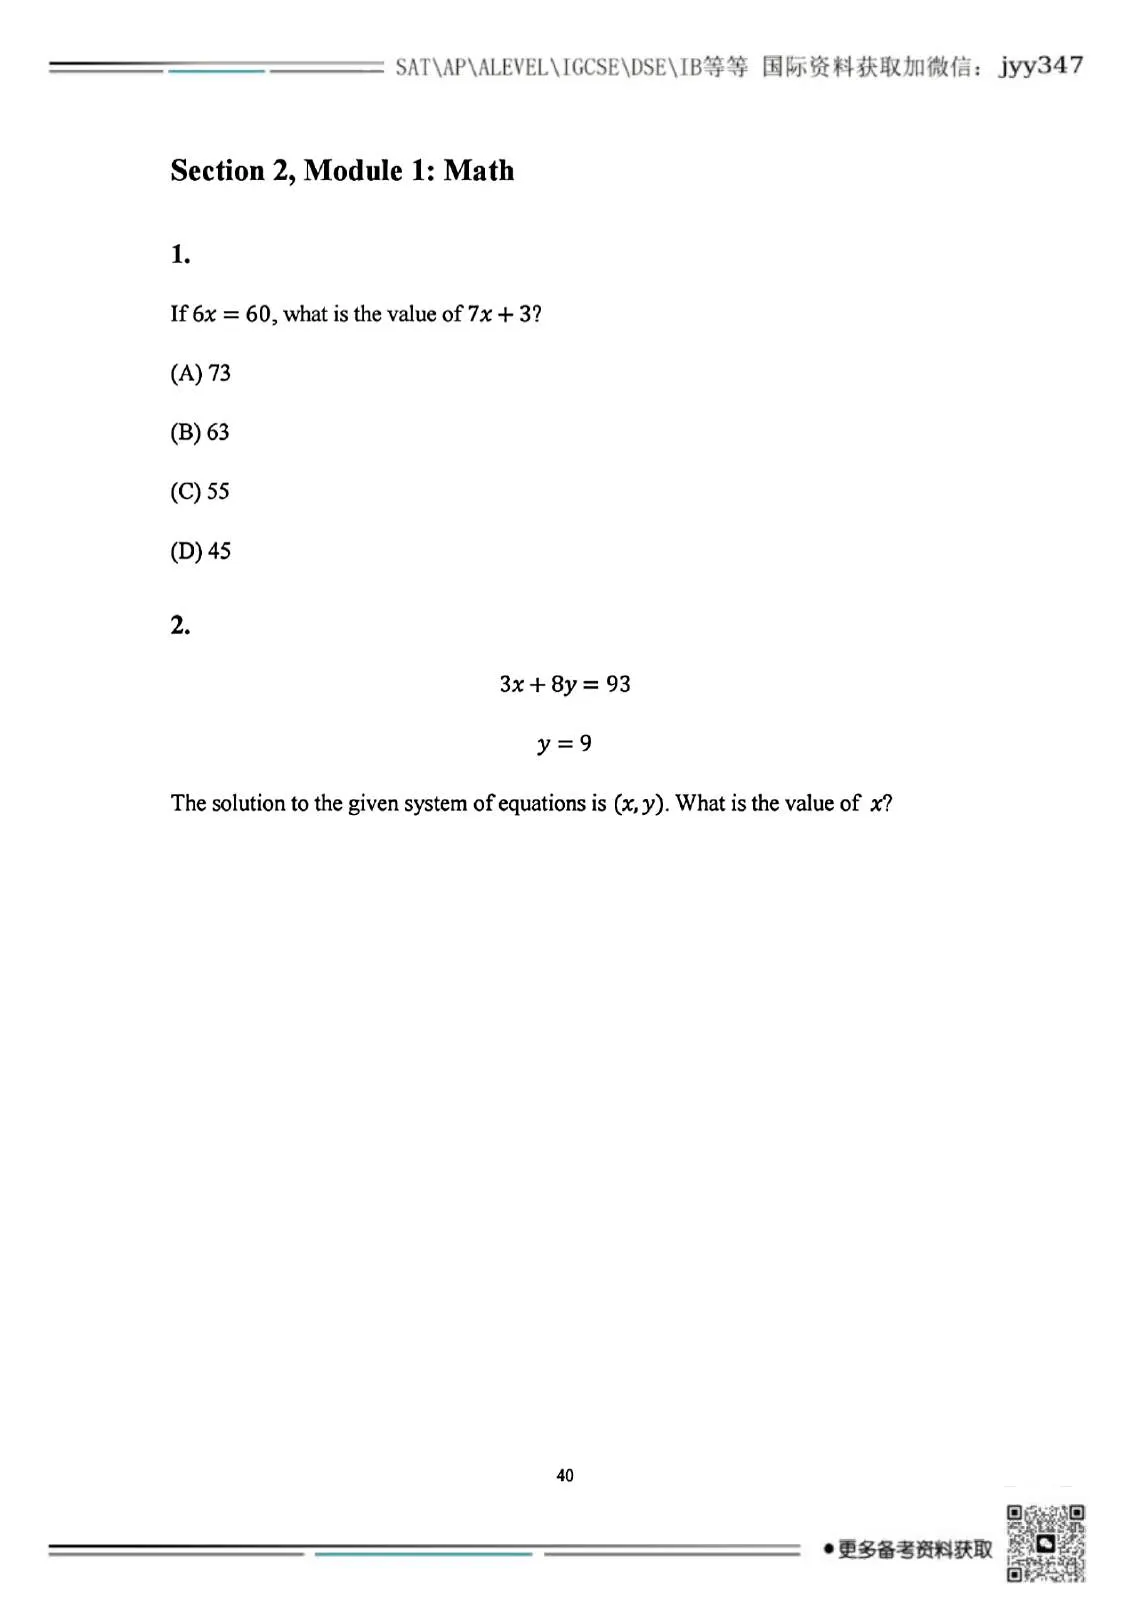 SAT\AP\ALEVEL\IGCSE\DSE\IB等等 国际资料获取加微信： jyy347
Section 2, Module 1: Math
1.
If 6x = 60, what is the value of 7x + 3?
(A) 73
(B) 63
(C) 55
(D) 45
2.
3x + 8y = 93
y = 9
The solution to the given system of equations is (x, y). What is the value of x?
40
•更多备考资料获取